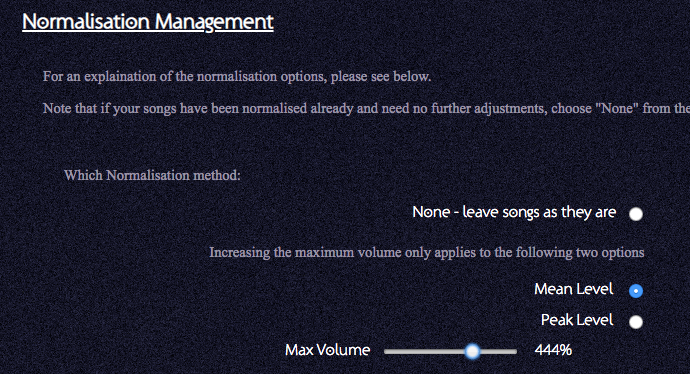 Normalisation Management
For an explaination of the normalisation options, please see below.
Note that if your songs have been normalised already and need no further adjustments, choose "None" from the
Which Normalisation method:
None - leave songs as they are
Increasing the maximum volume only applies to the following two options
Mean Level
Peak Level
Max Volume 444%